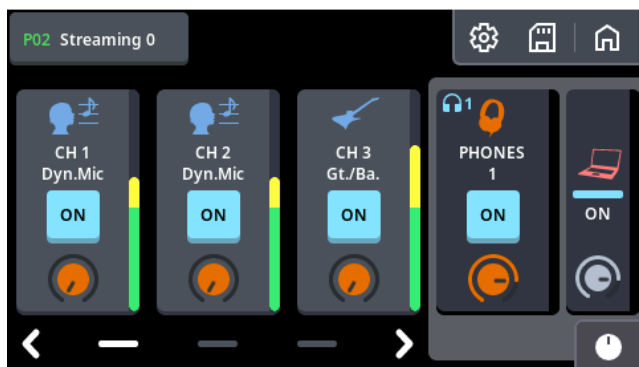 P02 Streaming 0
CH 1
Dyn.Mic
ON
CH 2
Dyn.Mic
ON
CH 3
Gt./Ba.
ON
1
PHONES
1
ON
ON